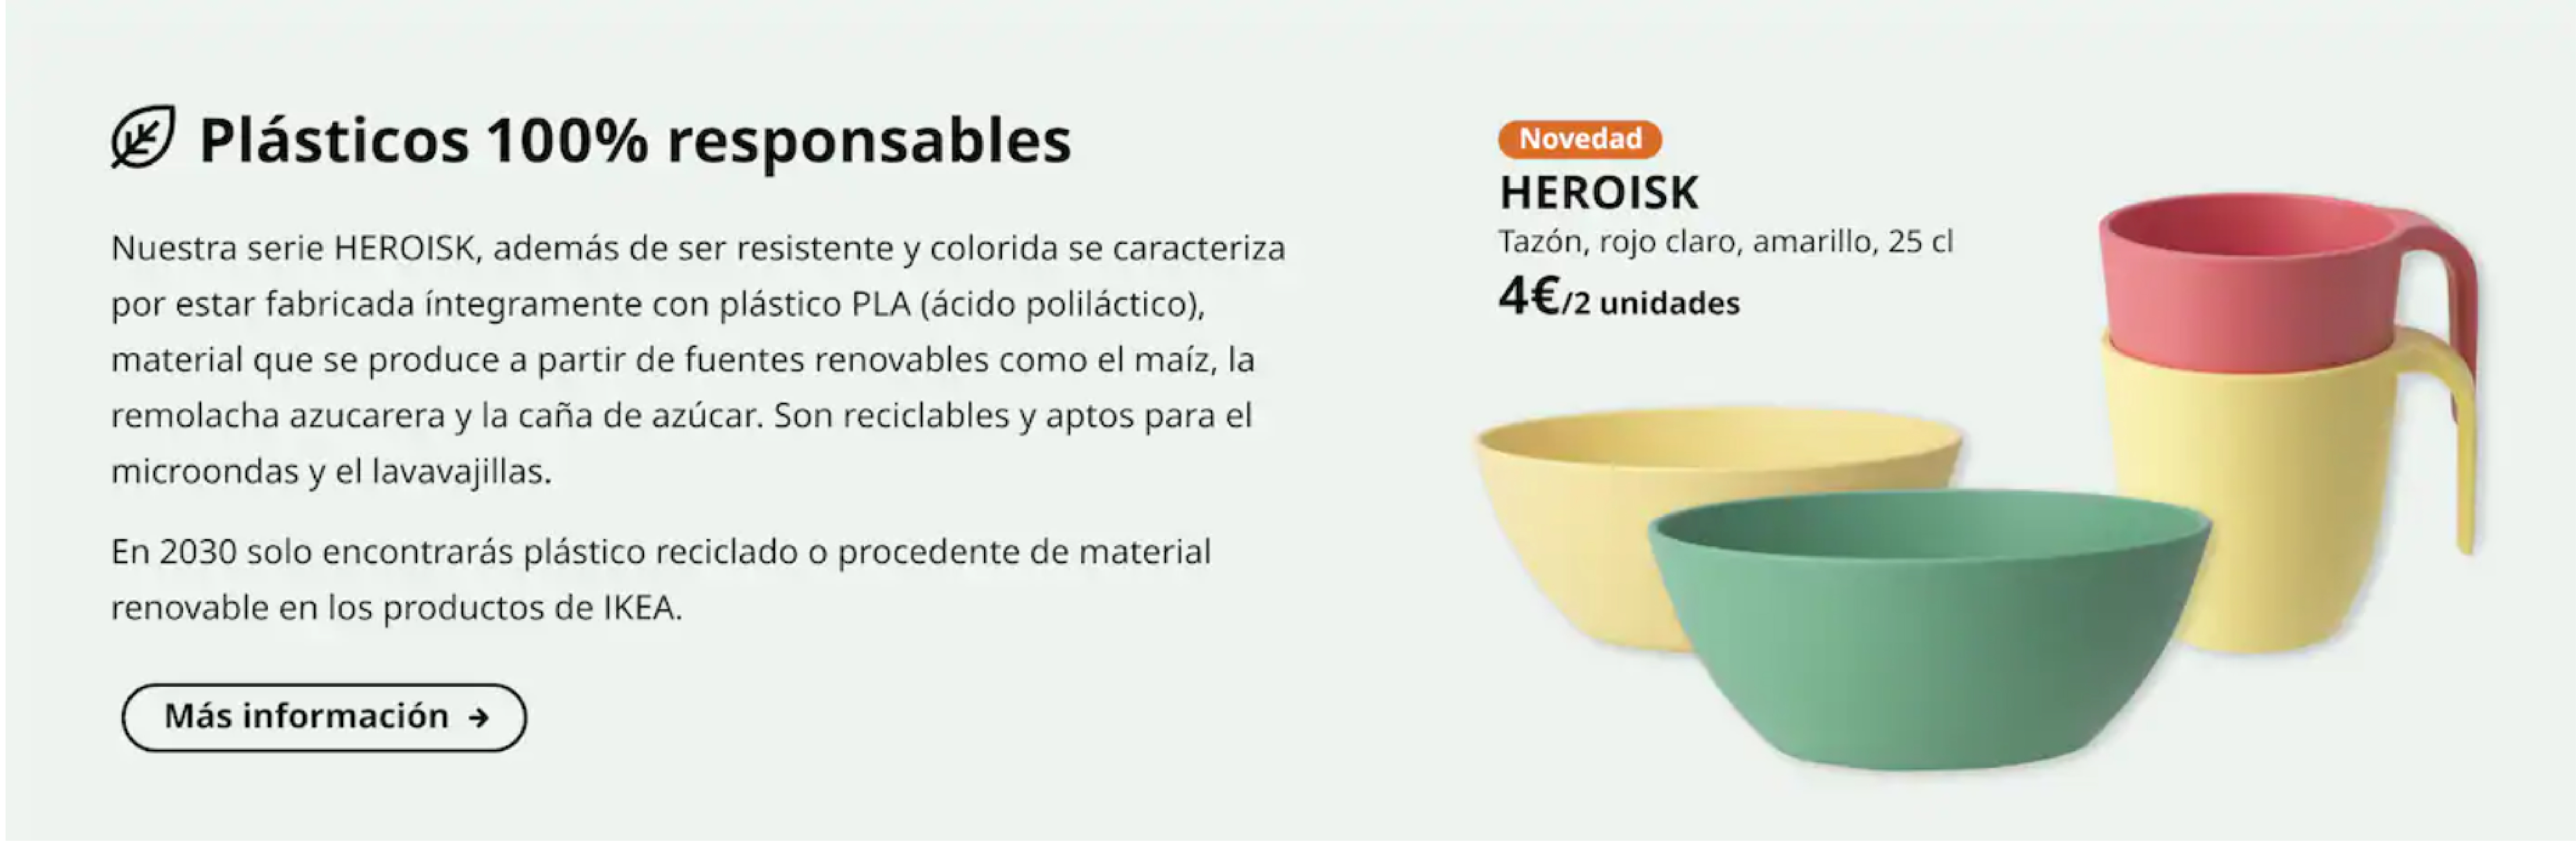 Plásticos 100% responsables
Nuestra serie HEROISK, además de ser resistente y colorida se caracteriza
por estar fabricada íntegramente con plástico PLA (ácido poliláctico),
material que se produce a partir de fuentes renovables como el maíz, la
remolacha azucarera y la caña de azúcar. Son reciclables y aptos para el
microondas y el lavavajillas.
En 2030 solo encontrarás plástico reciclado o procedente de material
renovable en los productos de IKEA.
Más información →
Novedad
HEROISK
Tazón, rojo claro, amarillo, 25 cl
4€/2 unidades